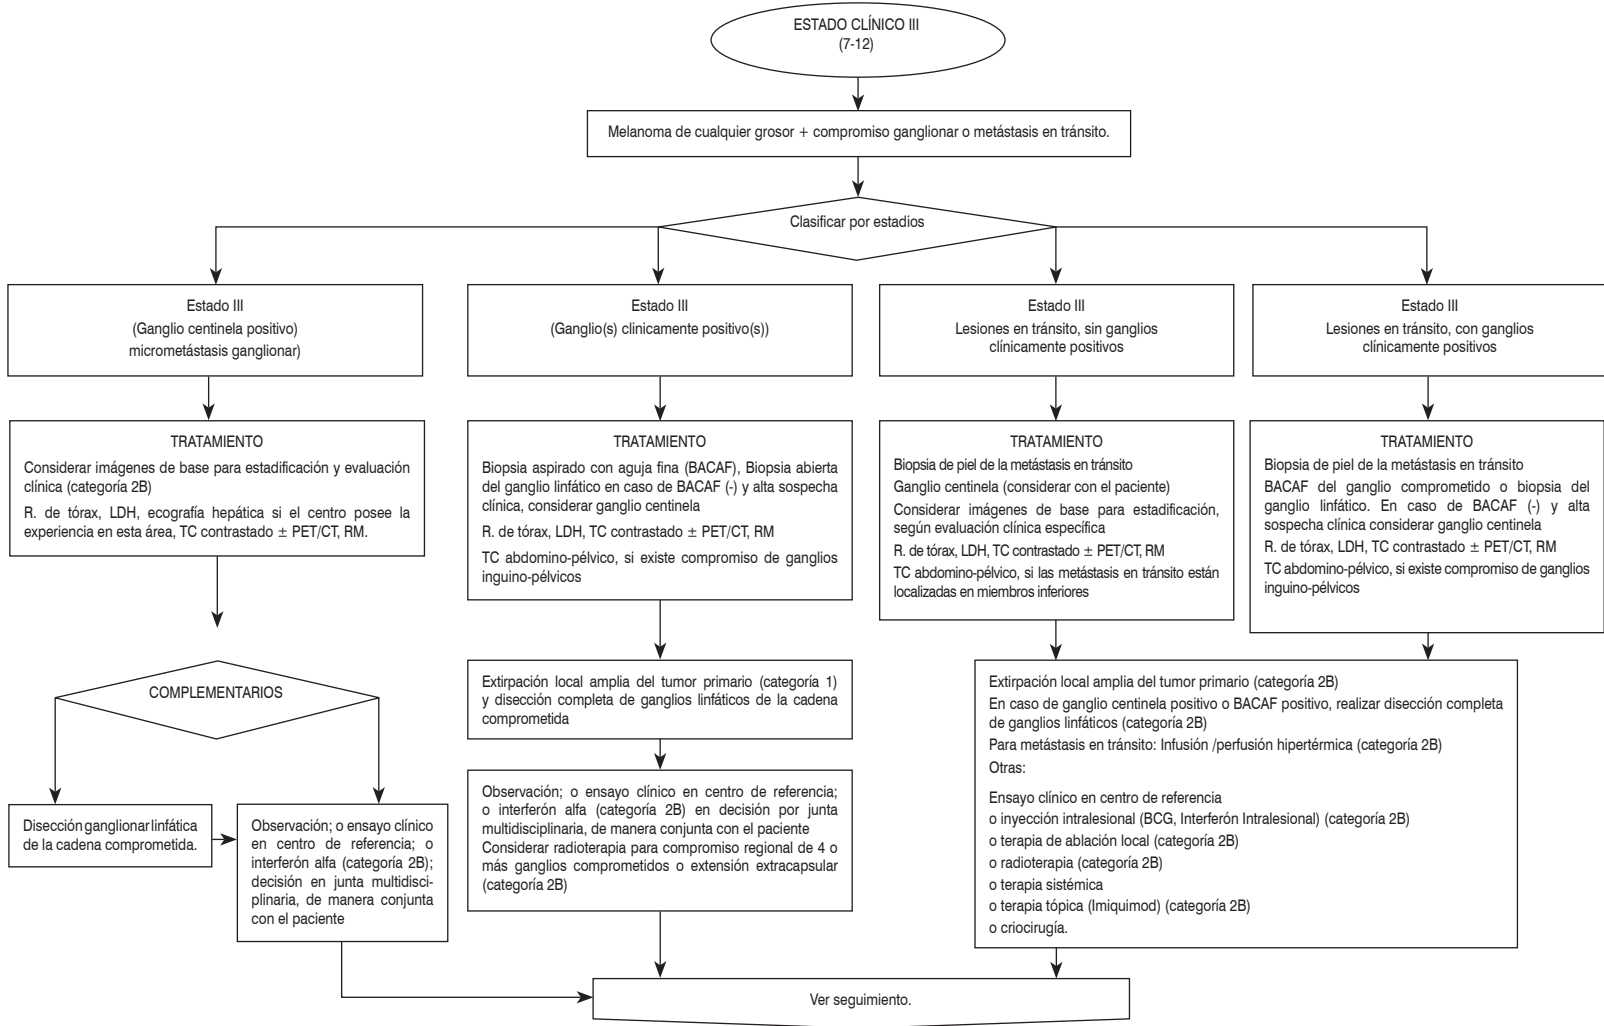 ESTADO CLÍNICO III
(7-12)
Melanoma de cualquier grosor + compromiso ganglionar o metástasis en tránsito.
Clasificar por estadios
Estado III
(Ganglio centinela positivo)
micrometástasis ganglionar)
Estado III
(Ganglio(s) clinicamente positivo(s))
Estado III
Lesiones en tránsito, sin ganglios
clínicamente positivos
Estado III
Lesiones en tránsito, con ganglios
clínicamente positivos
TRATAMIENTO
Considerar imágenes de base para estadificación y evaluación
clínica (categoría 2B)
R. de tórax, LDH, ecografía hepática si el centro posee la
experiencia en esta área, TC contrastado ± PET/CT, RM.
TRATAMIENTO
Biopsia aspirado con aguja fina (BACAF), Biopsia abierta
del ganglio linfático en caso de BACAF (-) y alta sospecha
clínica, considerar ganglio centinela
R. de tórax, LDH, TC contrastado ± PET/CT, RM
TC abdomino-pélvico, si existe compromiso de ganglios
inguino-pélvicos
TRATAMIENTO
Biopsia de piel de la metástasis en tránsito
Ganglio centinela (considerar con el paciente)
Considerar imágenes de base para estadificación,
según evaluación clínica específica
R. de tórax, LDH, TC contrastado ± PET/CT, RM
TC abdomino-pélvico, si las metástasis en tránsito están
localizadas en miembros inferiores
TRATAMIENTO
Biopsia de piel de la metástasis en tránsito
BACAF del ganglio comprometido o biopsia del
ganglio linfático. En caso de BACAF (-) y alta
sospecha clínica considerar ganglio centinela
R. de tórax, LDH, TC contrastado ± PET/CT, RM
TC abdomino-pélvico, si existe compromiso de ganglios
inguino-pélvicos
COMPLEMENTARIOS
Disección ganglionar linfática
de la cadena comprometida.
Observación; o ensayo clínico
en centro de referencia; o
interferón alfa (categoría 2B);
decisión en junta multidisci-
plinaria, de manera conjunta
con el paciente
Extirpación local amplia del tumor primario (categoría 1)
y disección completa de ganglios linfáticos de la cadena
comprometida
Observación; o ensayo clínico en centro de referencia;
o interferón alfa (categoría 2B) en decisión por junta
multidisciplinaria, de manera conjunta con el paciente
Considerar radioterapia para compromiso regional de 4 o
más ganglios comprometidos o extensión extracapsular
(categoría 2B)
Extirpación local amplia del tumor primario (categoría 2B)
En caso de ganglio centinela positivo o BACAF positivo, realizar disección completa
de ganglios linfáticos (categoría 2B)
Para metástasis en tránsito: Infusión /perfusión hipertérmica (categoría 2B)
Otras:
Ensayo clínico en centro de referencia
o inyección intralesional (BCG, Interferón Intralesional) (categoría 2B)
o terapia de ablación local (categoría 2B)
o radioterapia (categoría 2B)
o terapia sistémica
o terapia tópica (Imiquimod) (categoría 2B)
o criocirugía.
Ver seguimiento.